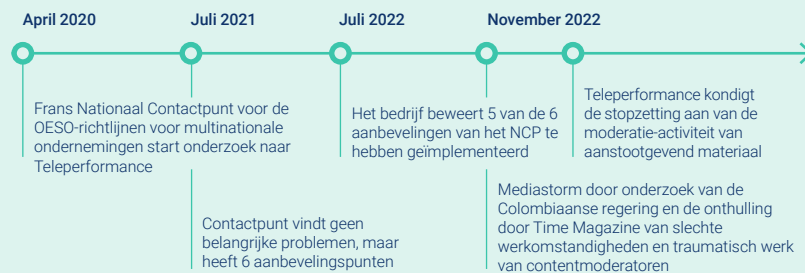 April 2020
Juli 2021
Juli 2022
November 2022
Frans Nationaal Contactpunt voor de
OESO-richtlijnen voor multinationale
ondernemingen start onderzoek naar
Teleperformance
Contactpunt vindt geen
belangrijke problemen, maar
heeft 6 aanbevelingspunten
Het bedrijf beweert 5 van de 6
aanbevelingen van het NCP te
hebben geïmplementeerd
Mediastorm door onderzoek van de
Colombiaanse regering en de onthulling
door Time Magazine van slechte
werkomstandigheden en traumatisch werk
van contentmoderatoren
Teleperformance kondigt
de stopzetting aan van de
moderatie-activiteit van
aanstootgevend materiaal